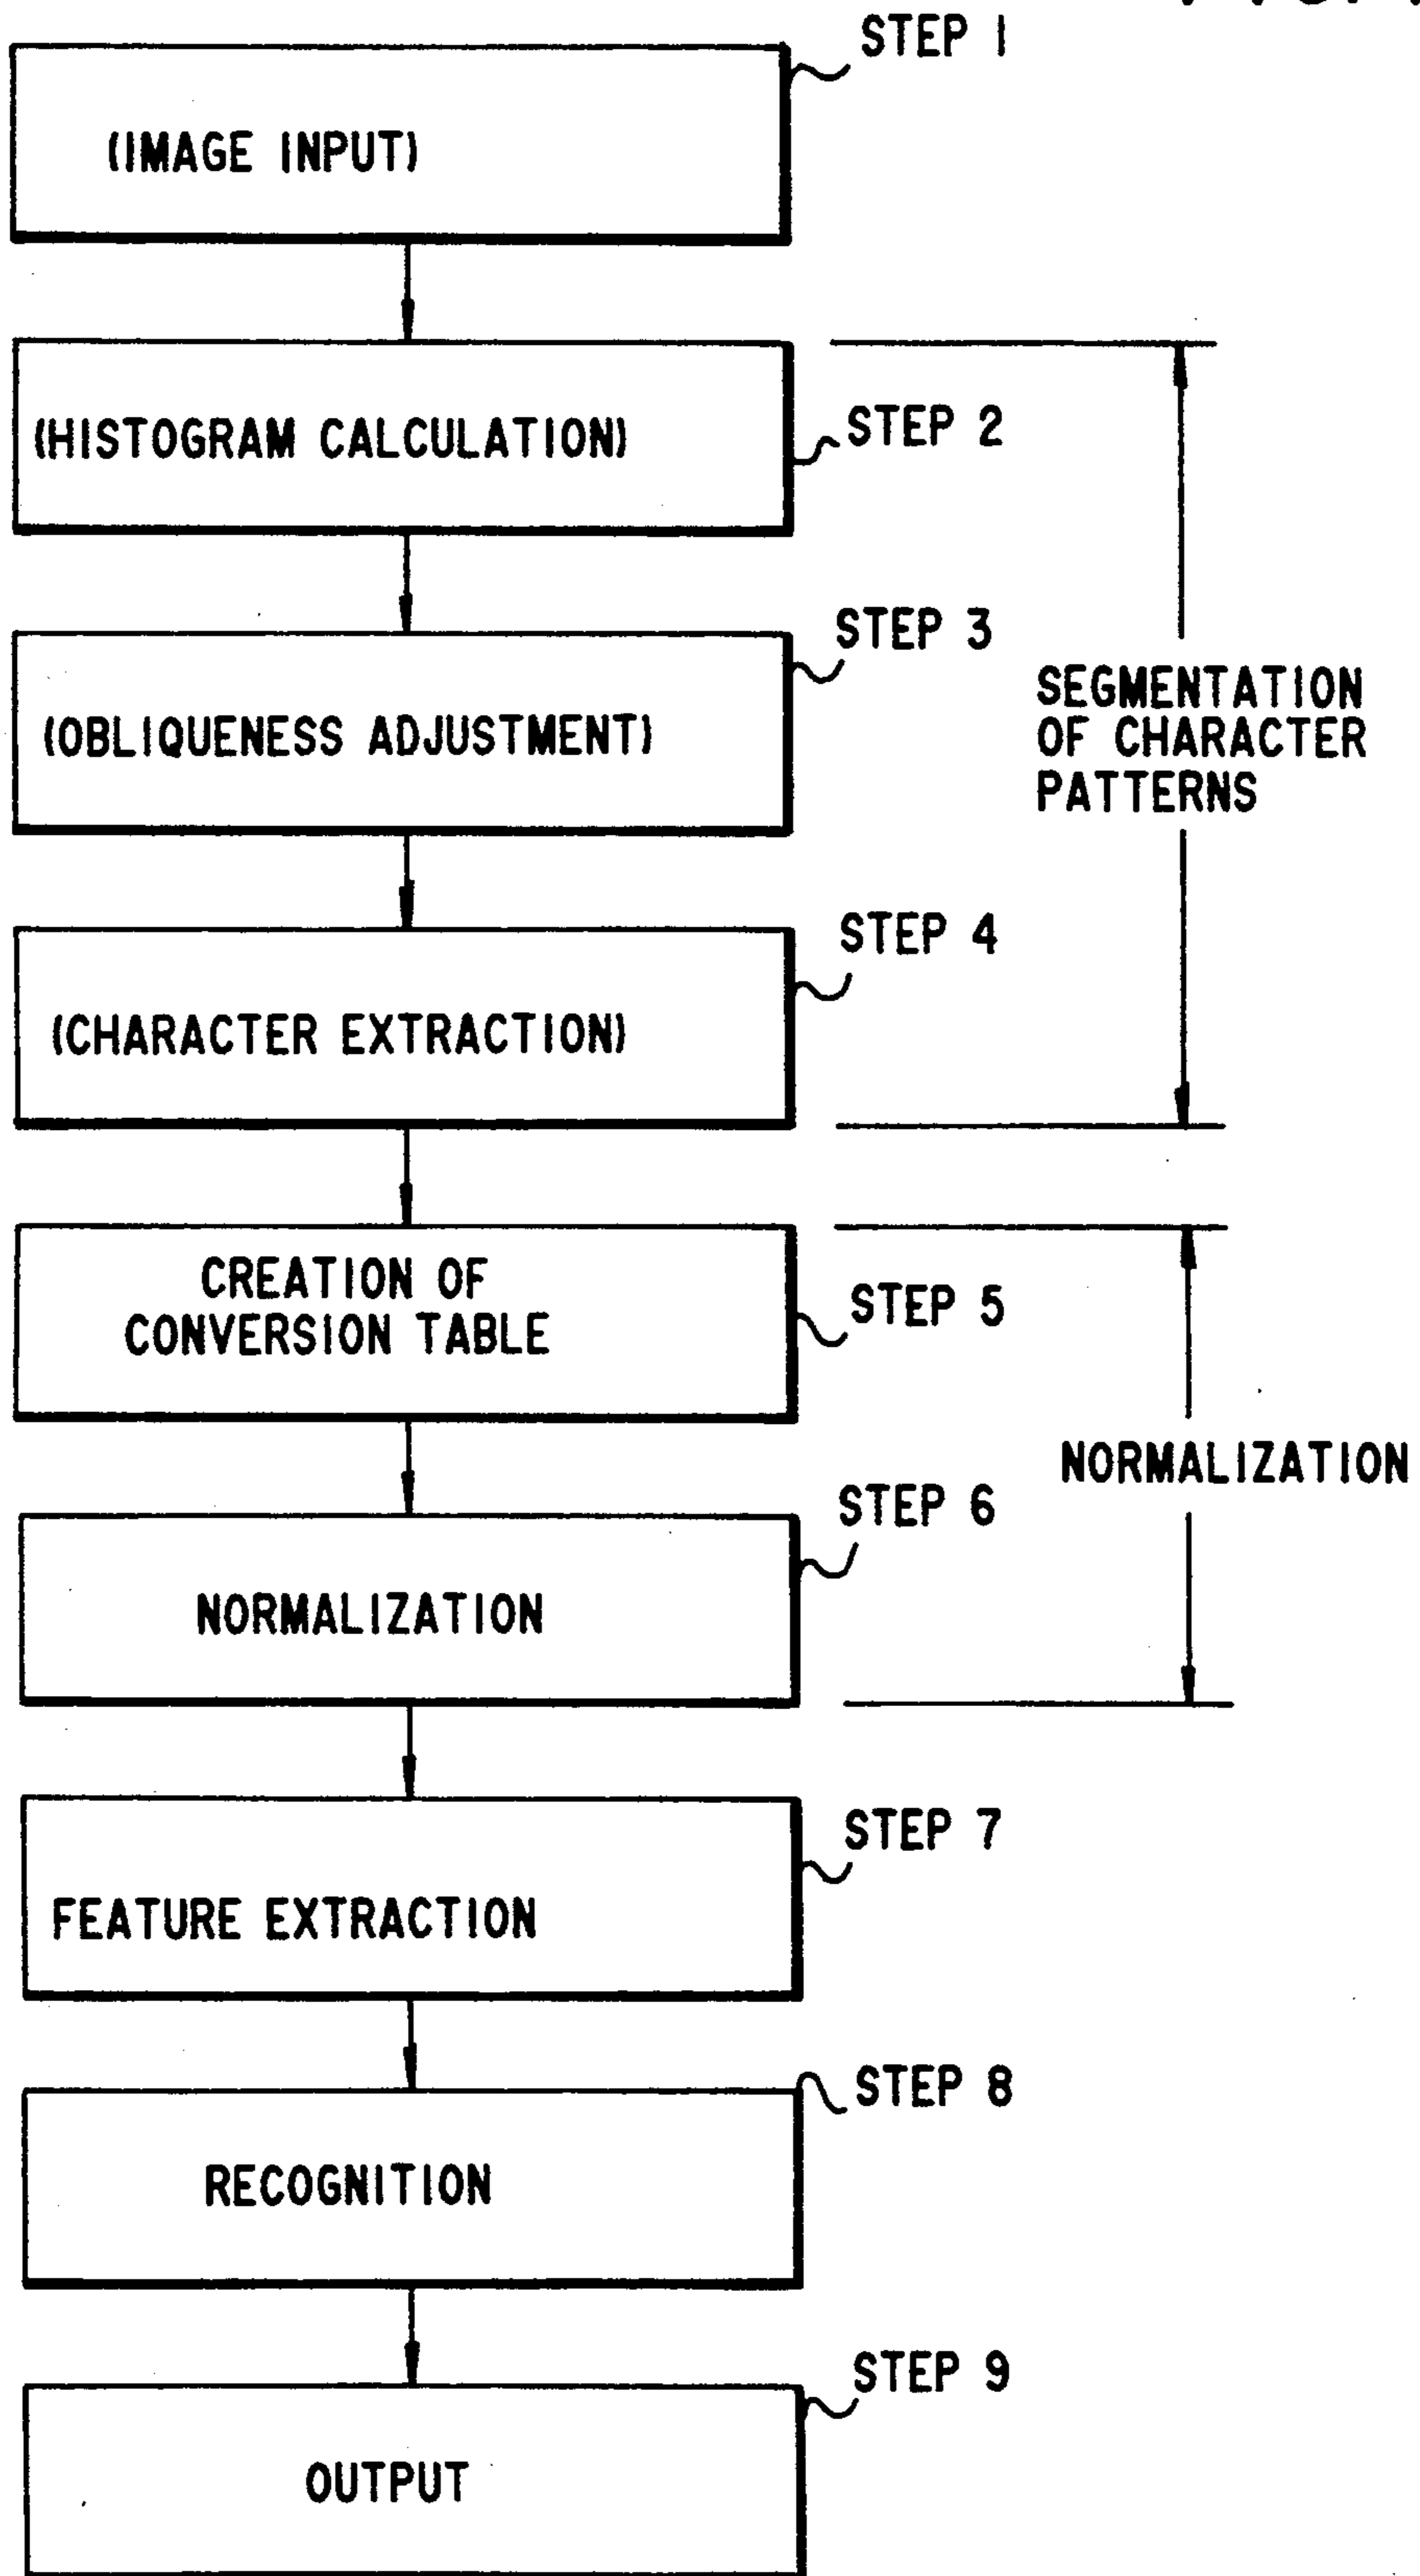 STEP 1
(IMAGE INPUT)
(HISTOGRAM CALCULATION)
STEP 2
STEP 3
(OBLIQUENESS ADJUSTMENT)
SEGMENTATION
OF CHARACTER
PATTERNS
STEP 4
(CHARACTER EXTRACTION)
CREATION OF
CONVERSION TABLE
STEP 5
NORMALIZATION
STEP 6
NORMALIZATION
STEP 7
FEATURE EXTRACTION
STEP 8
RECOGNITION
STEP 9
OUTPUT